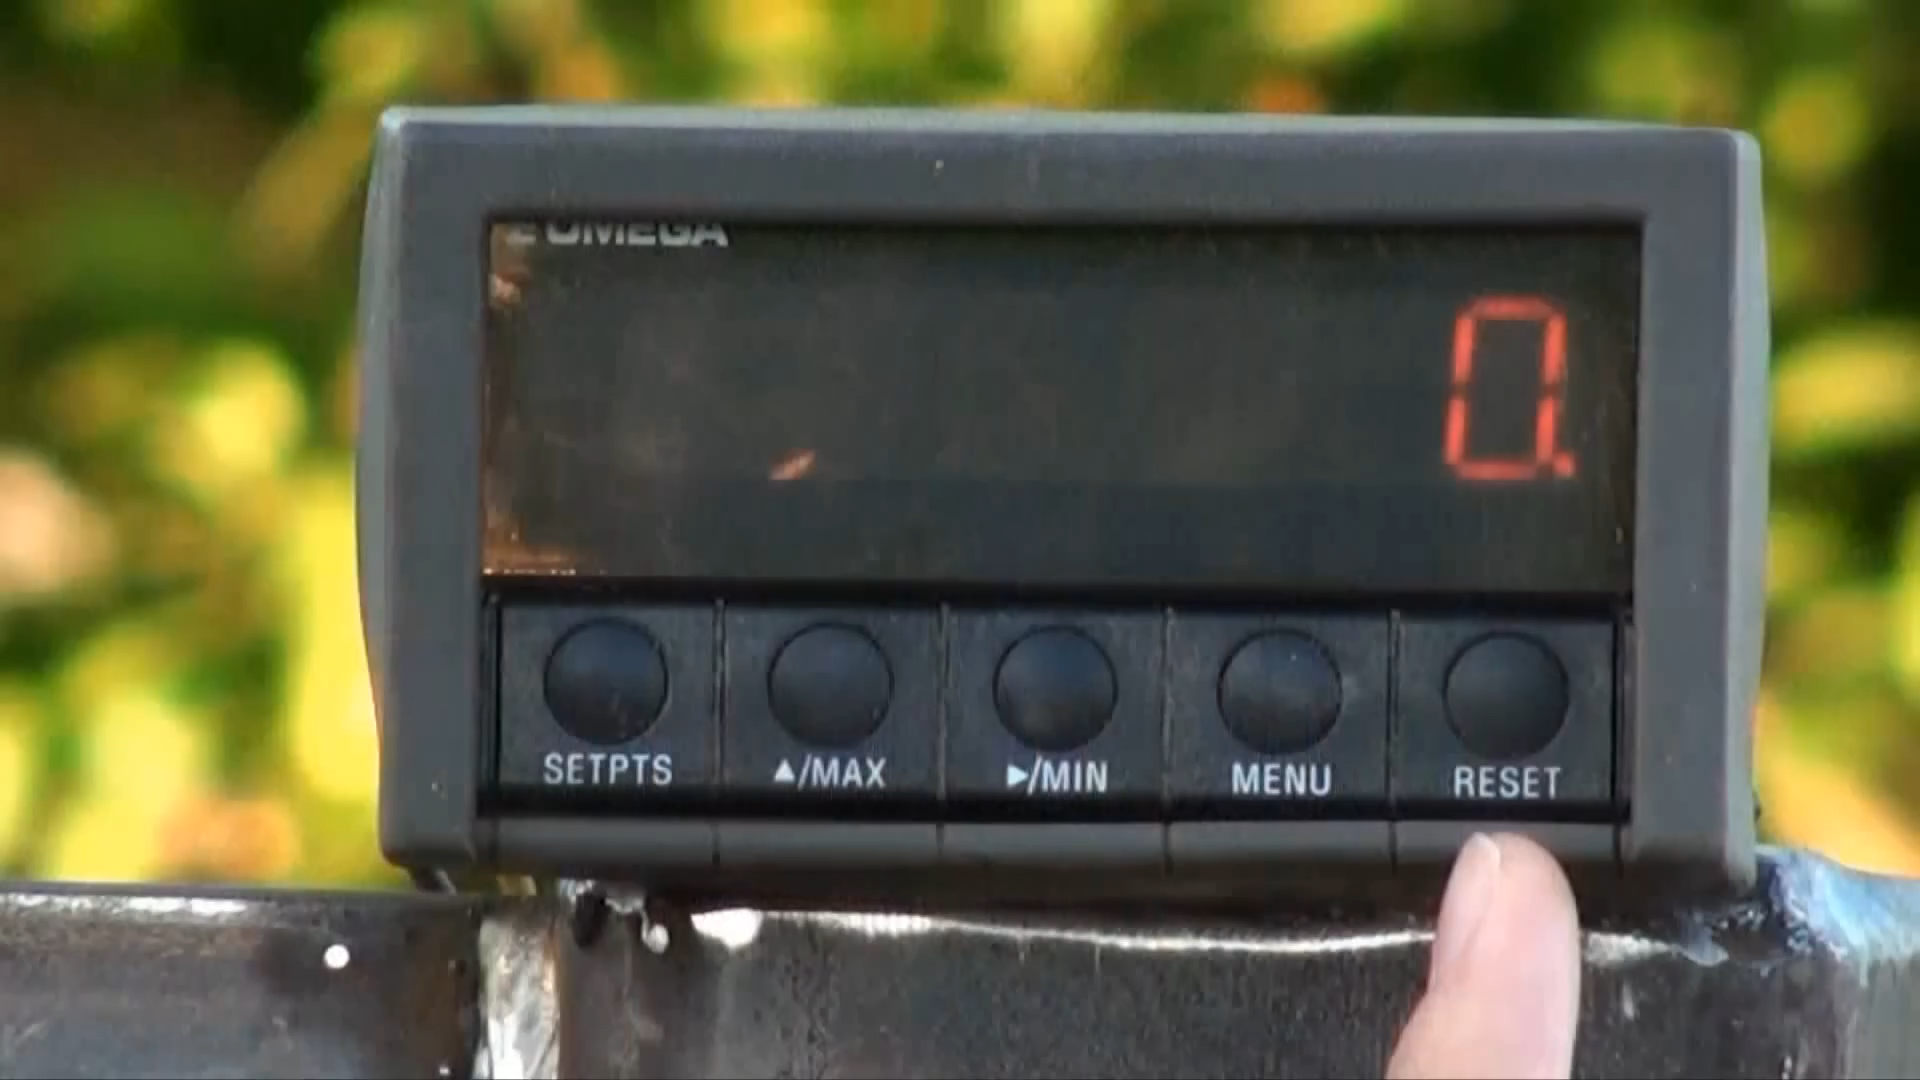 OMEGA
0.
SETPTS ▲/MAX ▶/MIN MENU RESET